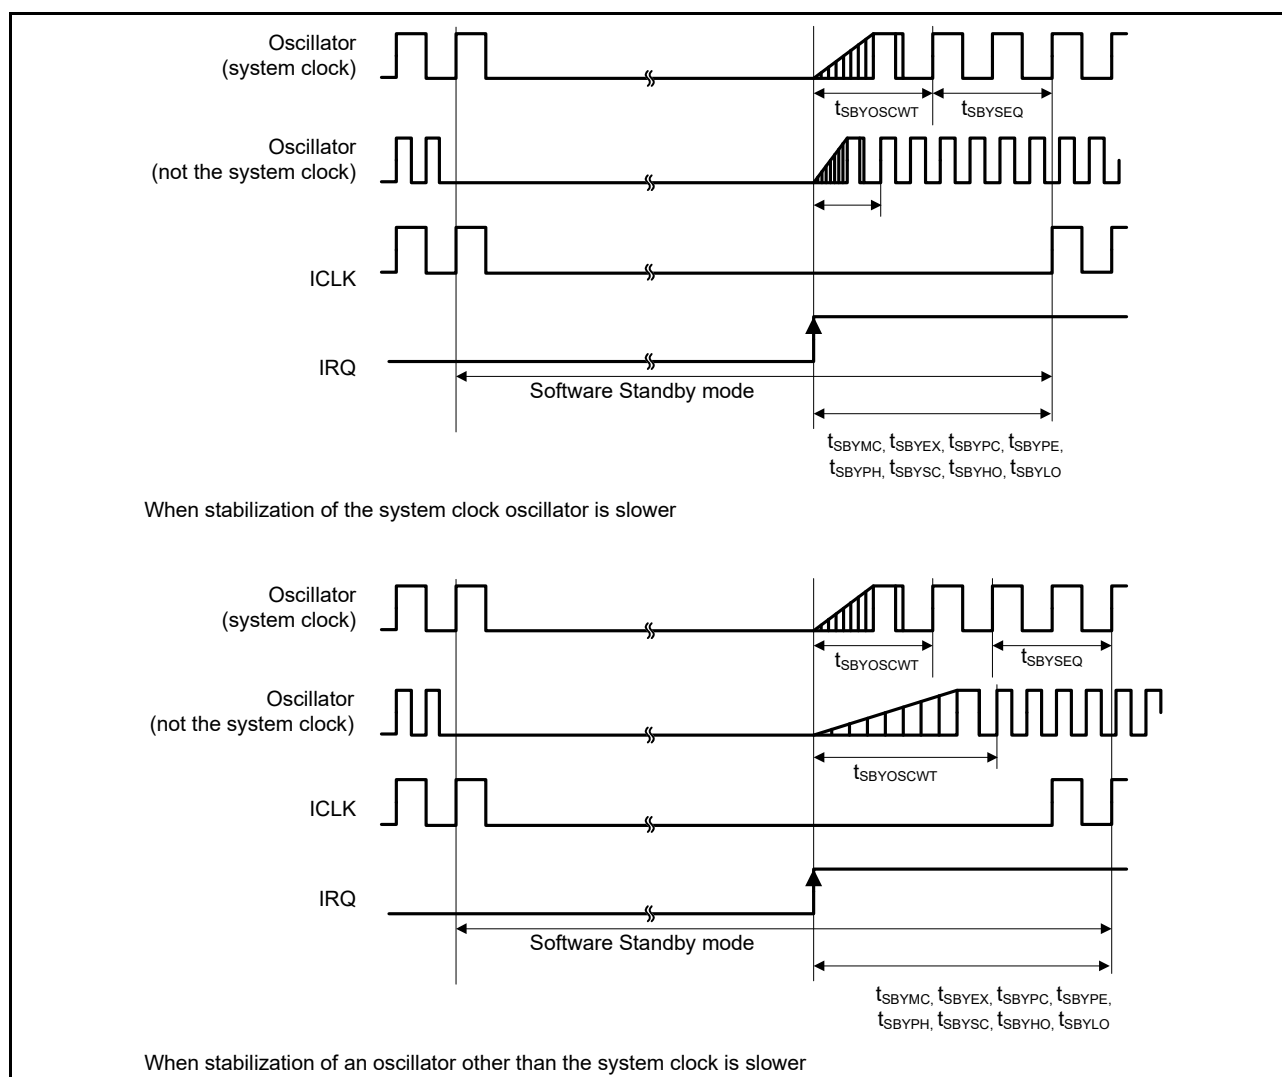 Oscillator
(system clock)
tSBYOSCWT
tSBYSEQ
Oscillator
(not the system clock)
ICLK
IRQ
Software Standby mode
tSBYMC, tSBYEX, tSBYPC, tSBYPE,
tSBYPH, tSBYSC, tSBYHO, tSBYLO
When stabilization of the system clock oscillator is slower
Oscillator
(system clock)
tSBYOSCWT
tSBYSEQ
Oscillator
(not the system clock)
tSBYOSCWT
ICLK
IRQ
Software Standby mode
tSBYMC, tSBYEX, tSBYPC, tSBYPE,
tSBYPH, tSBYSC, tSBYHO, tSBYLO
When stabilization of an oscillator other than the system clock is slower